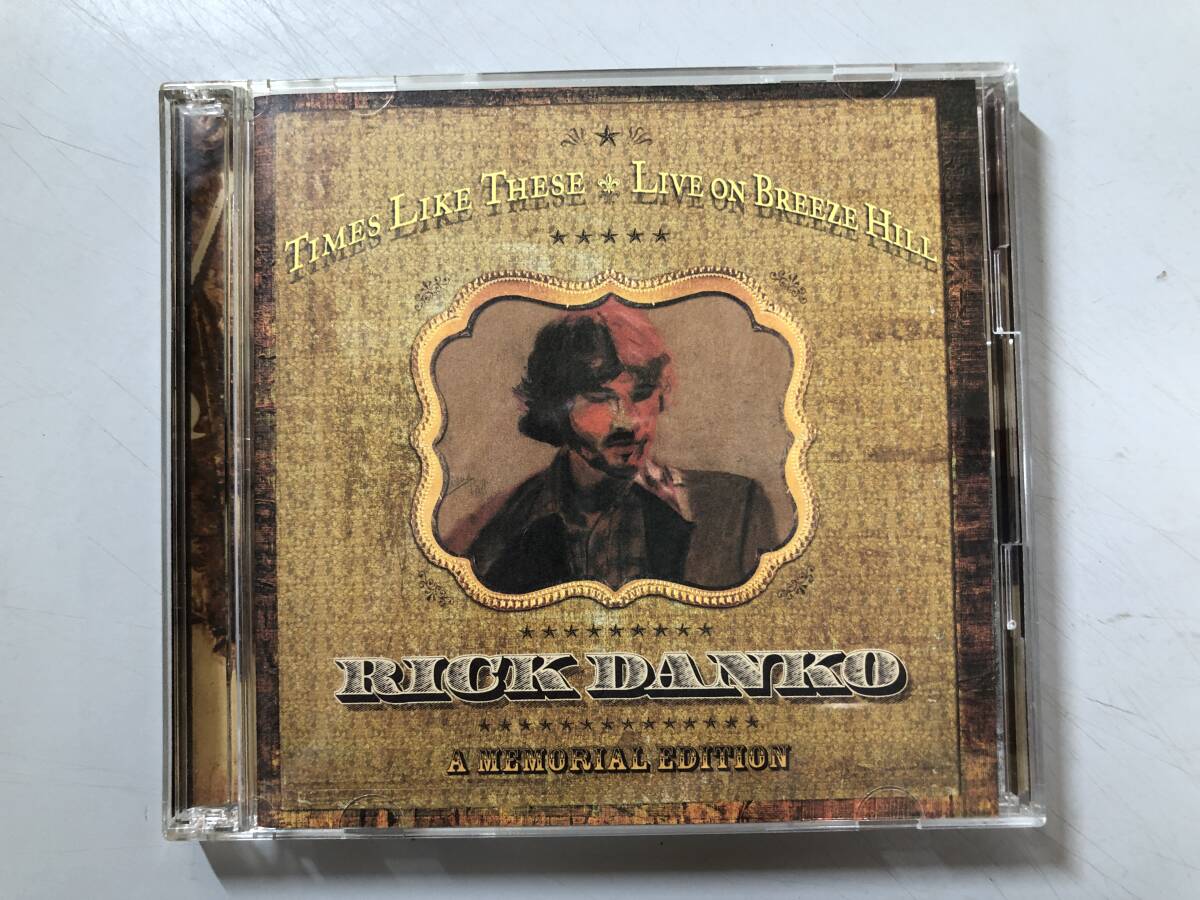 TIMES LIKE THESE ⚜ LIVE ON BREEZE HILL
RICK DANKO
A MEMORIAL EDITION